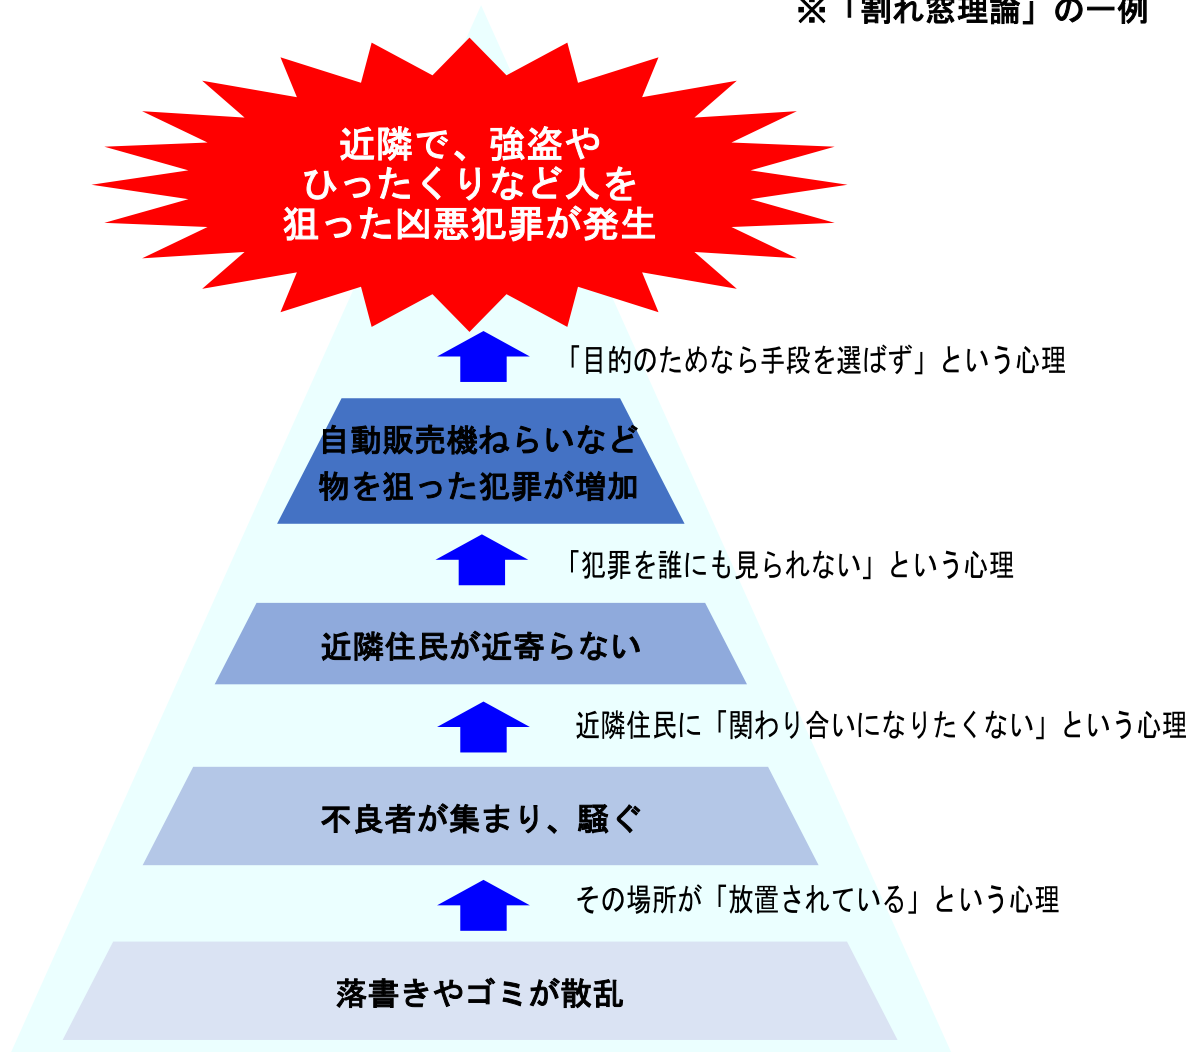 ※「割れ窓理論」の一例
近隣で、強盗や
ひったくりなど人を
狙った凶悪犯罪が発生
「目的のためなら手段を選ばず」という心理
自動販売機ねらいなど
物を狙った犯罪が増加
「犯罪を誰にも見られない」という心理
近隣住民が近寄らない
近隣住民に「関わり合いになりたくない」という心理
不良者が集まり、騒ぐ
その場所が「放置されている」という心理
落書きやゴミが散乱